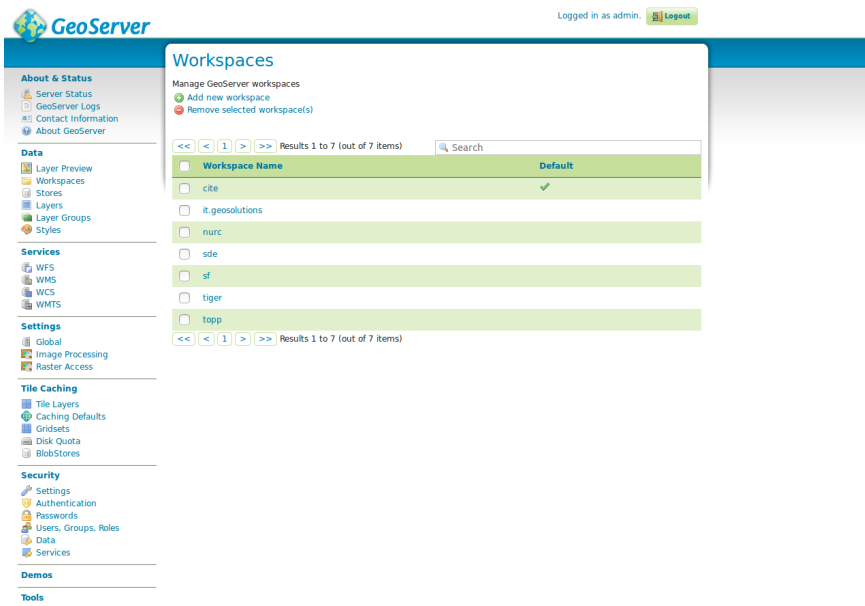 GeoServer
Logged in as admin. Logout
About & Status
Server Status
GeoServer Logs
Contact Information
About GeoServer
Data
Layer Preview
Workspaces
Stores
Layers
Layer Groups
Styles
Services
WFS
WMS
WCS
WMTS
Settings
Global
Image Processing
Raster Access
Tile Caching
Tile Layers
Caching Defaults
Gridsets
Disk Quota
BlobStores
Security
Settings
Authentication
Passwords
Users, Groups, Roles
Data
Services
Demos
Tools
Workspaces
Manage GeoServer workspaces
Add new workspace
Remove selected workspace(s)
<< < 1 > >> Results 1 to 7 (out of 7 items) Search
Workspace Name Default
cite
it.geosolutions
nurc
sde
sf
tiger
topp
<< < 1 > >> Results 1 to 7 (out of 7 items)